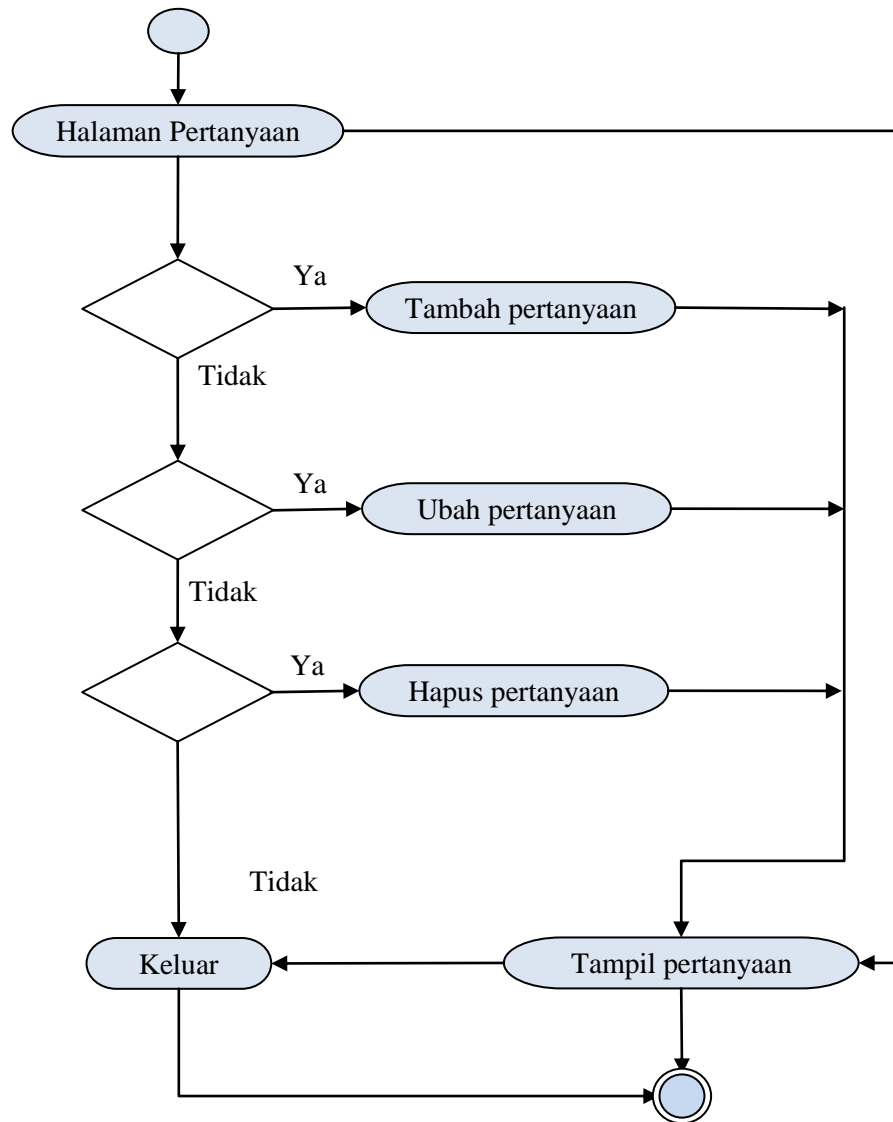 Halaman Pertanyaan
Ya
Tambah pertanyaan
Tidak
Ya
Ubah pertanyaan
Tidak
Ya
Hapus pertanyaan
Tidak
Keluar
Tampil pertanyaan